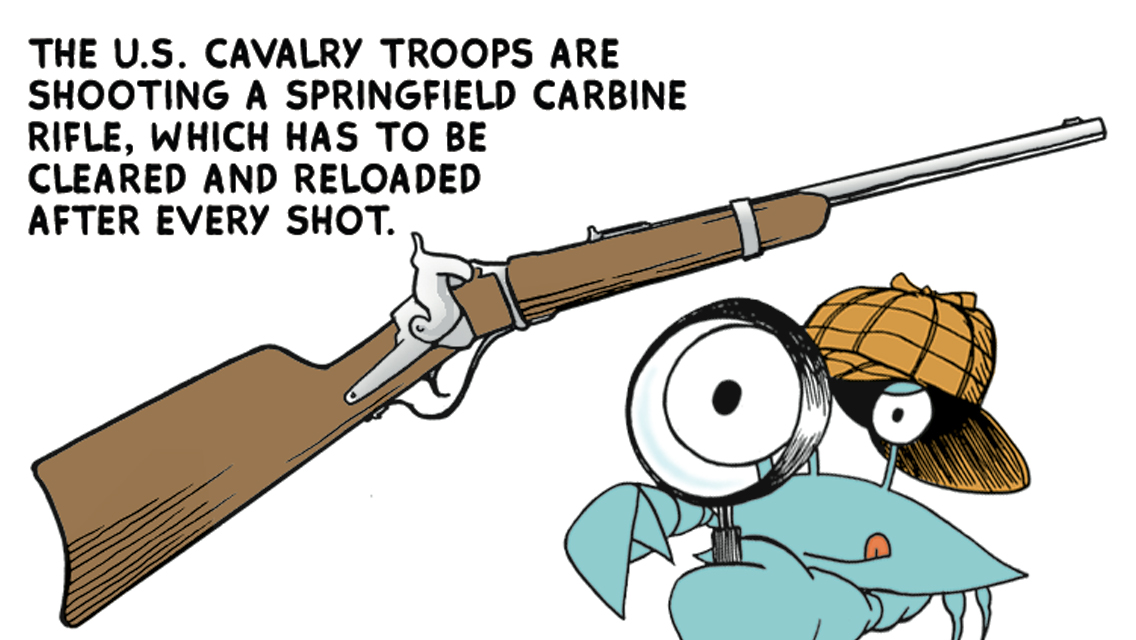 THE U.S. CAVALRY TROOPS ARE
SHOOTING A SPRINGFIELD CARBINE
RIFLE, WHICH HAS TO BE
CLEARED AND RELOADED
AFTER EVERY SHOT.